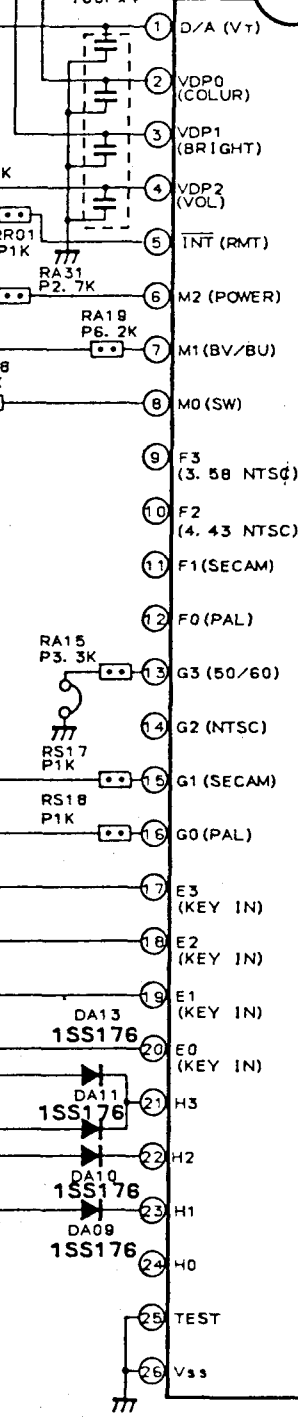 1 D/A (VT)
2 VDP0
(COLUR)
3 VDP1
(BRIGHT)
K
4 VDP2
(VOL)
RR01
P1K
5 INT (RMT)
RA31
P2. 7K
6 M2 (POWER)
RA19
P6. 2K
7 M1 (BV/BU)
8
8 M0 (SW)
9 F3
(3. 58 NTSC)
10 F2
(4. 43 NTSC)
11 F1 (SECAM)
12 F0 (PAL)
RA15
P3. 3K
13 G3 (50/60)
14 G2 (NTSC)
RS17
P1K
15 G1 (SECAM)
RS18
P1K
16 G0 (PAL)
17 E3
(KEY IN)
18 E2
(KEY IN)
19 E1
(KEY IN)
DA13
1SS176
20 E0
(KEY IN)
DA11
1SS176
21 H3
22 H2
DA10
1SS176
23 H1
DA09
1SS176
24 H0
25 TEST
26 Vss